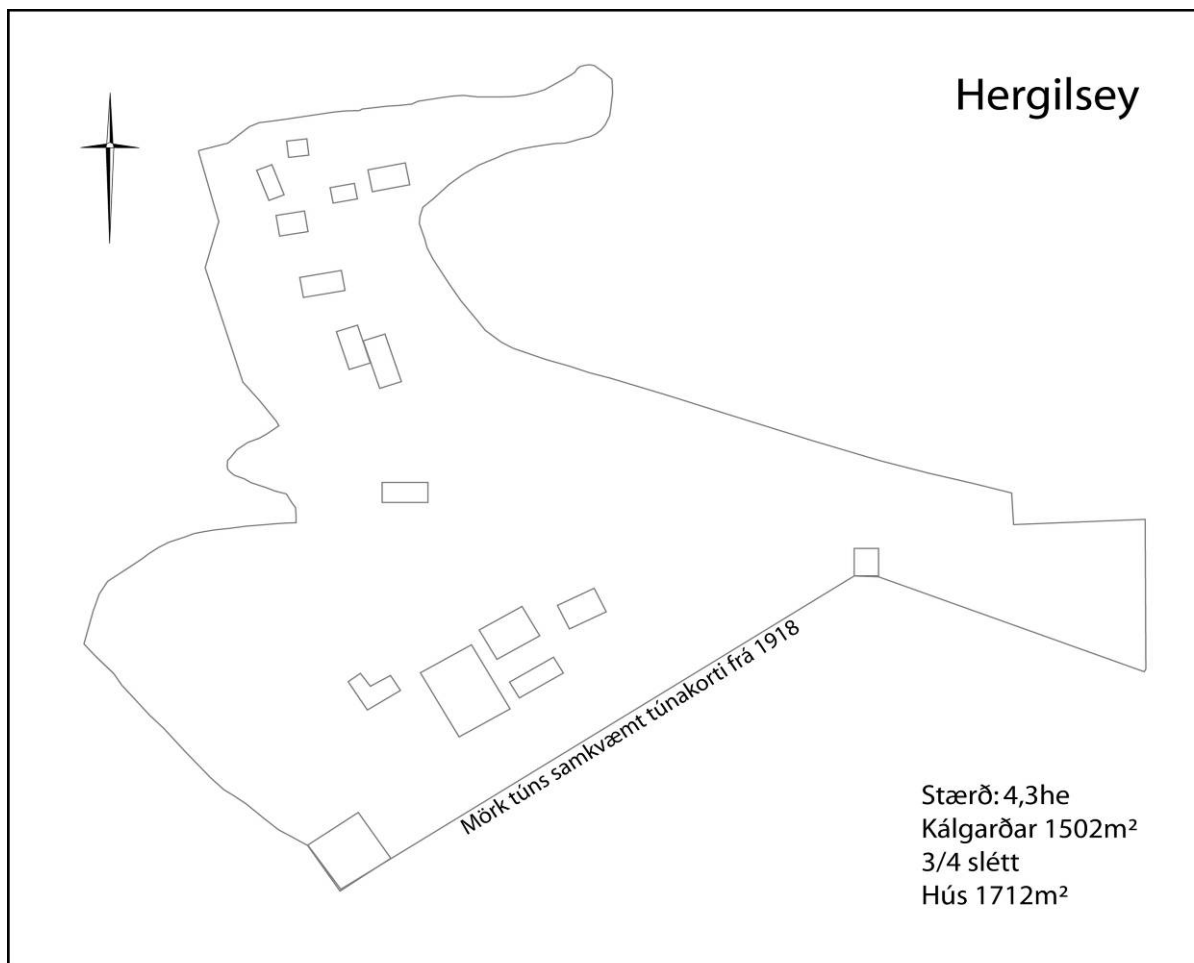 Hergilsey
Mörk túns samkvæmt túnakorti frá 1918
Stærð: 4,3he
Kálgarðar 1502m²
3/4 slétt
Hús 1712m²